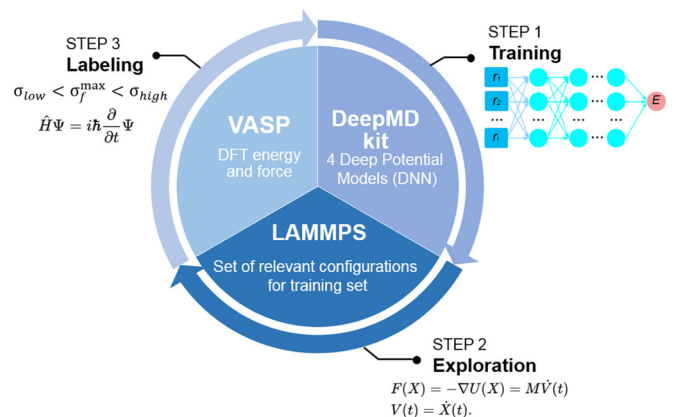 STEP 3
Labeling
σ_low < σ_f^max < σ_high
ĤΨ = iħ ∂/∂t Ψ
STEP 1
Training
r₁
r₂
...
rᵢ
...
...
...
...
E
VASP
DFT energy
and force
DeepMD
kit
4 Deep Potential
Models (DNN)
LAMMPS
Set of relevant configurations
for training set
STEP 2
Exploration
F(X) = −∇U(X) = MV̇(t)
V(t) = Ẋ(t).